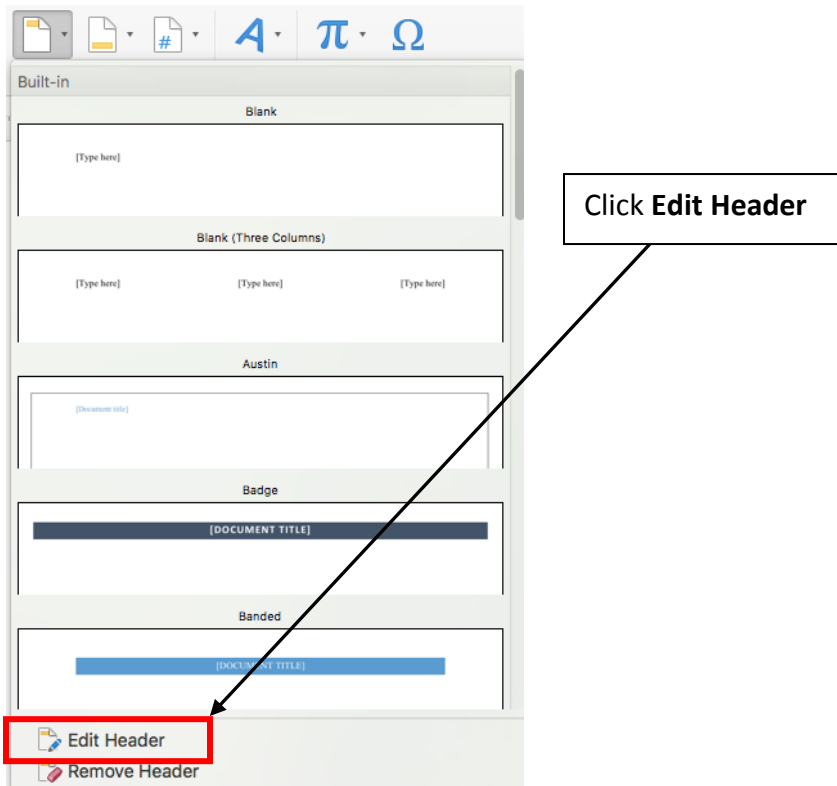 #
A
π
Ω
Built-in
Blank
[Type here]
Click Edit Header
Blank (Three Columns)
[Type here] [Type here] [Type here]
Austin
[Document title]
Badge
[DOCUMENT TITLE]
Banded
[DOCUMENT TITLE]
Edit Header
Remove Header